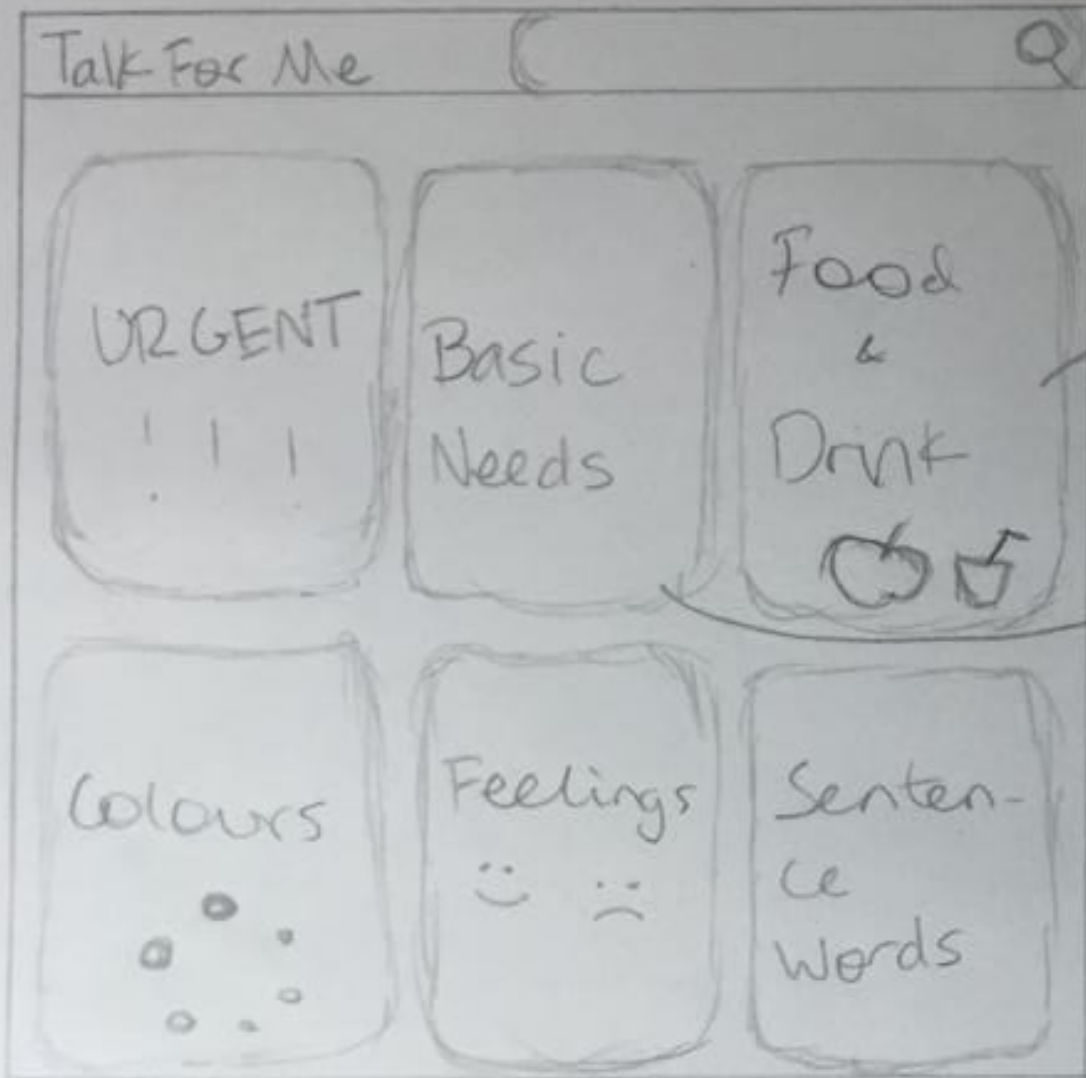 Talk For Me
URGENT
! ! !
Basic
Needs
Food
&
Drink
Colours
Feelings
Senten-
ce
Words